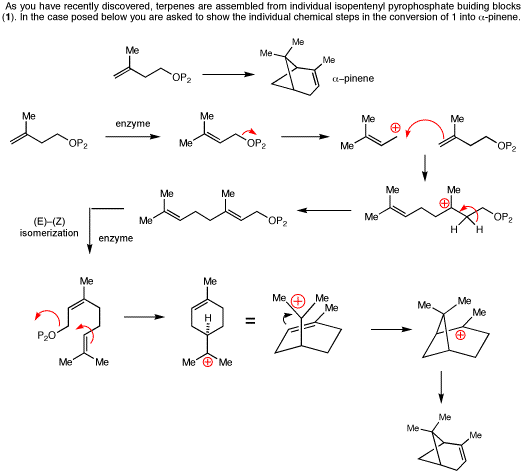 As you have recently discovered, terpenes are assembled from individual isopentenyl pyrophosphate buiding blocks
(1). In the case posed below you are asked to show the individual chemical steps in the conversion of 1 into α-pinene.
Me
OP2
Me Me
Me
α-pinene
Me
OP2
enzyme
Me
Me
OP2
Me
Me
+
Me
OP2
Me
Me
Me
+
OP2
H H
Me
Me
Me
OP2
(E)–(Z)
isomerization
enzyme
Me
P2O
Me Me
Me
H
Me Me
+
=
Me + Me
Me
Me
Me
Me
+
Me
Me
Me